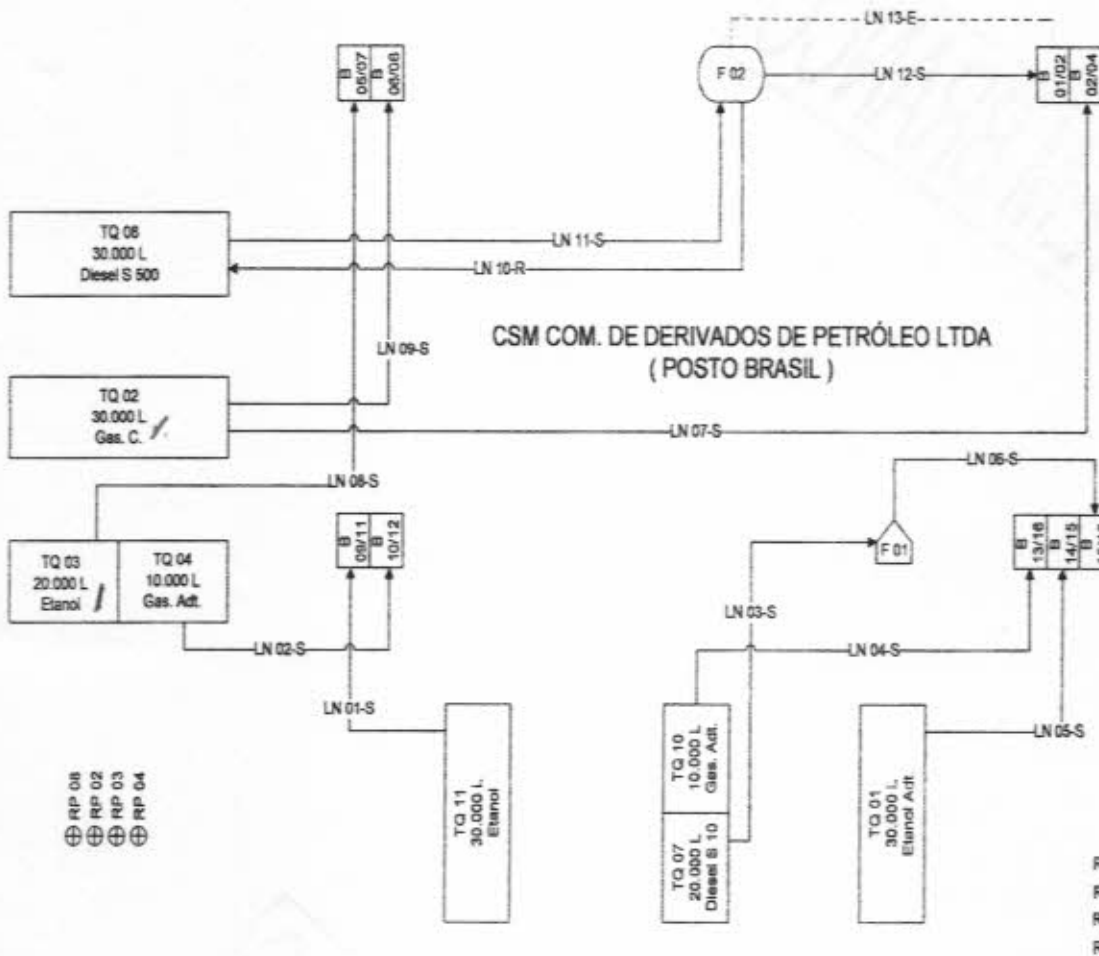 LN 13-E
B 05/07
B 06/08
F 02
LN 12-S
B 01/02
B 02/04
TQ 08
30.000 L
Diesel S 500
LN 11-S
LN 10-R
CSM COM. DE DERIVADOS DE PETRÓLEO LTDA
( POSTO BRASIL )
LN 09-S
TQ 02
30.000 L
Gas. C.
LN 07-S
LN 08-S
LN 06-S
B 09/11
B 10/12
F 01
B 13/16
B 14/15
B
TQ 03
20.000 L
Etanol
TQ 04
10.000 L
Gas. Adt.
LN 03-S
LN 02-S
LN 04-S
LN 01-S
LN 05-S
TQ 11
30.000 L
Etanol
TQ 10
10.000 L
Gas. Adt.
TQ 07
20.000 L
Diesel S 10
TQ 01
30.000 L
Etanol Adt
RP 08
RP 02
RP 03
RP 04